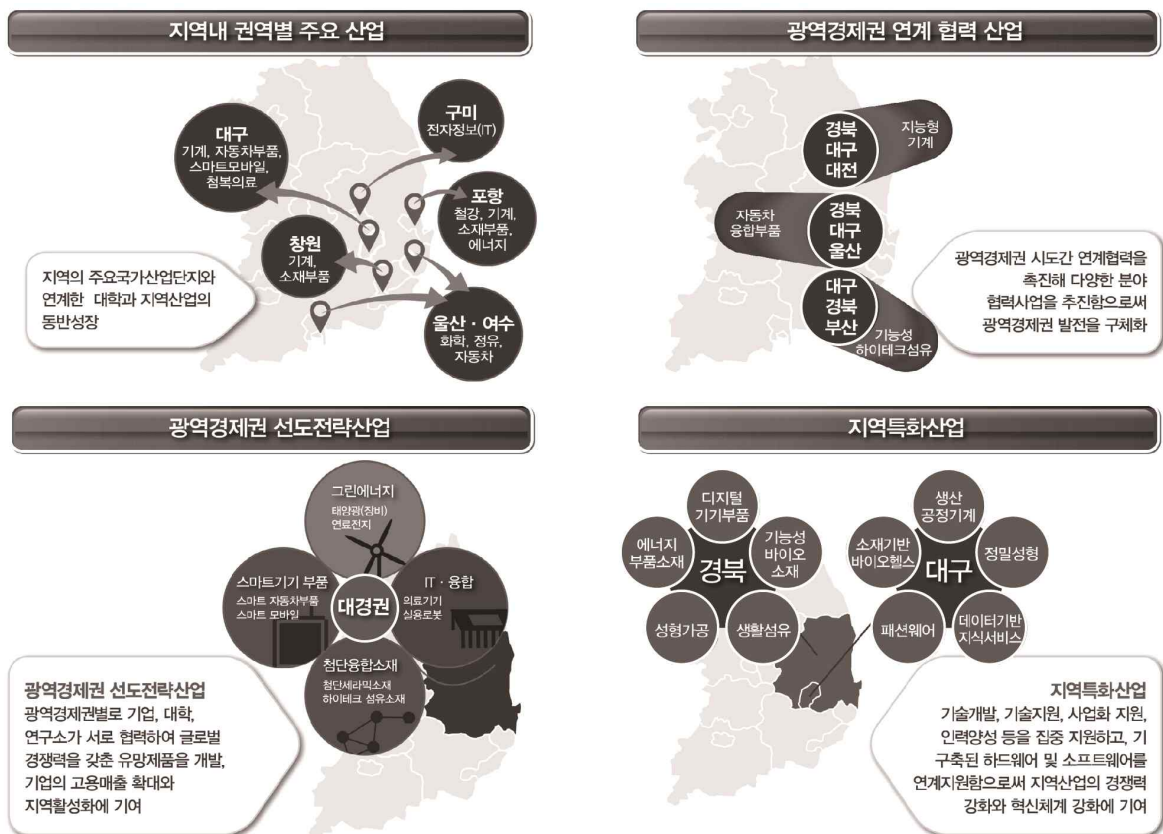 지역내 권역별 주요 산업
구미
전자정보(IT)
대구
기계, 자동차부품,
스마트모바일,
첨복의료
포항
철강, 기계,
소재부품,
에너지
창원
기계,
소재부품
울산 · 여수
화학, 정유,
자동차
지역의 주요국가산업단지와
연계한 대학과 지역산업의
동반성장
광역경제권 연계 협력 산업
경북
대구
대전
지능형
기계
자동차
융합부품
경북
대구
울산
대구
경북
부산
기능성
하이테크섬유
광역경제권 시도간 연계협력을
촉진해 다양한 분야
협력사업을 추진함으로써
광역경제권 발전을 구체화
광역경제권 선도전략산업
그린에너지
태양광(장비)
연료전지
스마트기기 부품
스마트 자동차부품
스마트 모바일
대경권
IT · 융합
의료기기
실용로봇
첨단융합소재
첨단세라믹소재
하이테크 섬유소재
광역경제권 선도전략산업
광역경제권별로 기업, 대학,
연구소가 서로 협력하여 글로벌
경쟁력을 갖춘 유망제품을 개발,
기업의 고용매출 확대와
지역활성화에 기여
지역특화산업
디지털
기기부품
에너지
부품소재
경북
기능성
바이오
소재
성형가공
생활섬유
생산
공정기계
소재기반
바이오헬스
대구
정밀성형
패션웨어
데이터기반
지식서비스
지역특화산업
기술개발, 기술지원, 사업화 지원,
인력양성 등을 집중 지원하고, 기
구축된 하드웨어 및 소프트웨어를
연계지원함으로써 지역산업의 경쟁력
강화와 혁신체계 강화에 기여